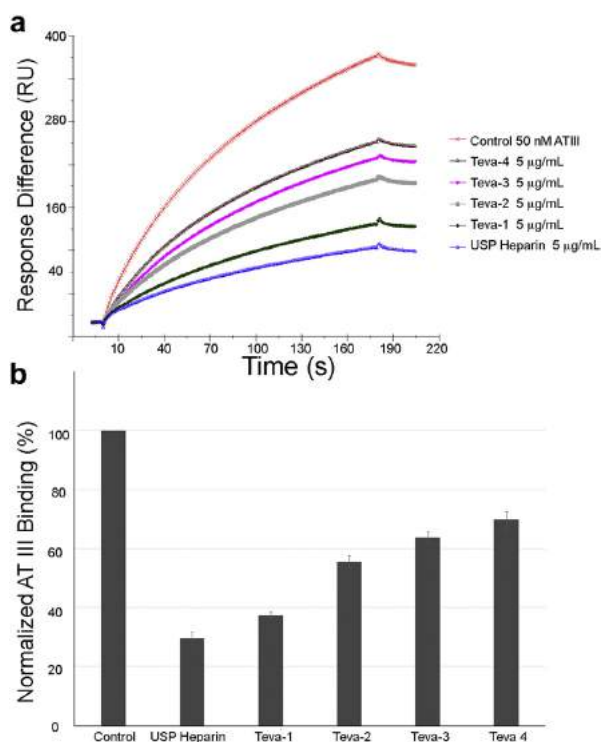 a
Response Difference (RU)
400
280
160
40
10 40 70 100 130 160 190 220
Time (s)
Control 50 nM ATIII
Teva-4 5 µg/mL
Teva-3 5 µg/mL
Teva-2 5 µg/mL
Teva-1 5 µg/mL
USP Heparin 5 µg/mL
b
Normalized AT III Binding (%)
100
80
60
40
20
0
Control USP Heparin Teva-1 Teva-2 Teva-3 Teva 4